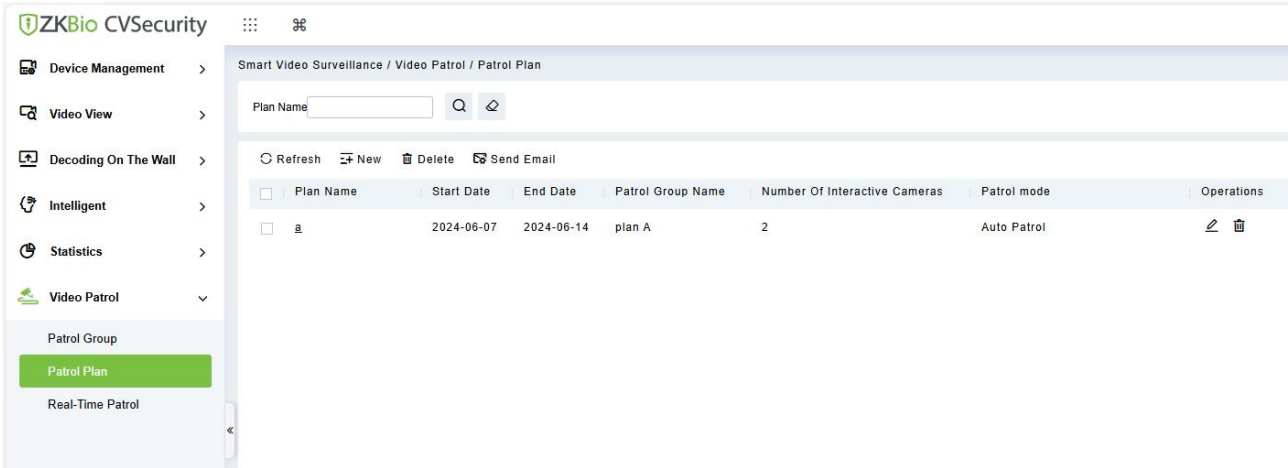 ZKBio CVSecurity
Device Management
Video View
Decoding On The Wall
Intelligent
Statistics
Video Patrol
Patrol Group
Patrol Plan
Real-Time Patrol
Smart Video Surveillance / Video Patrol / Patrol Plan
Plan Name
Refresh New Delete Send Email
Plan Name Start Date End Date Patrol Group Name Number Of Interactive Cameras Patrol mode Operations
a 2024-06-07 2024-06-14 plan A 2 Auto Patrol